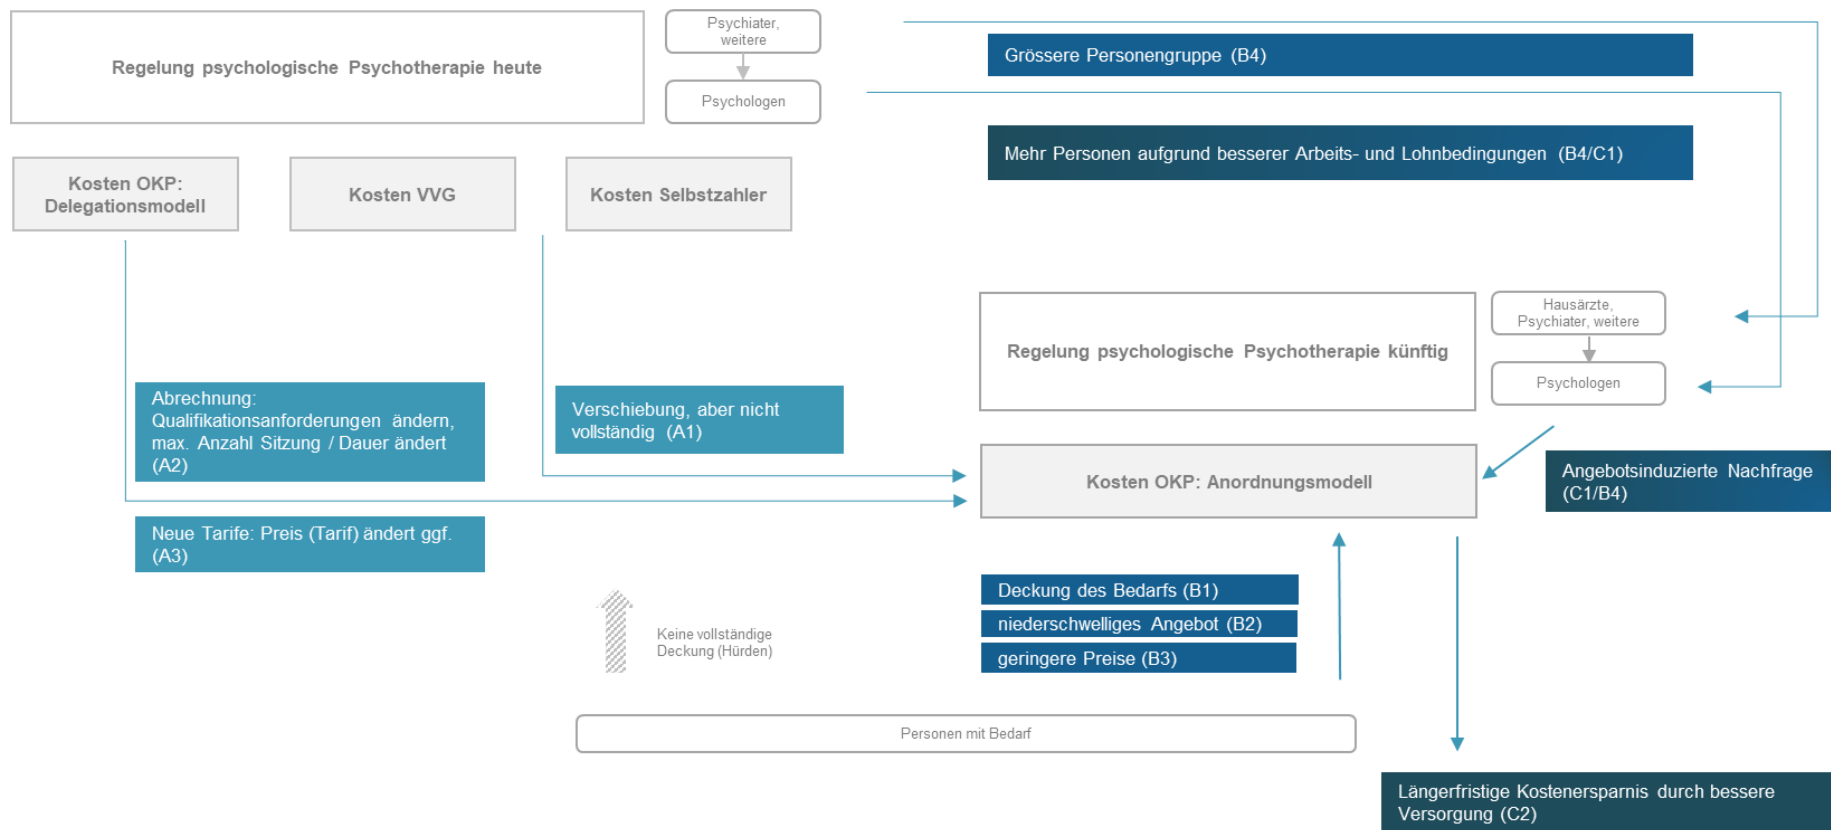 Regelung psychologische Psychotherapie heute
Psychiater,
weitere
Psychologen
Grössere Personengruppe (B4)
Mehr Personen aufgrund besserer Arbeits- und Lohnbedingungen (B4/C1)
Kosten OKP:
Delegationsmodell
Kosten VVG
Kosten Selbstzahler
Regelung psychologische Psychotherapie künftig
Hausärzte,
Psychiater, weitere
Psychologen
Abrechnung:
Qualifikationsanforderungen ändern,
max. Anzahl Sitzung / Dauer ändert
(A2)
Verschiebung, aber nicht
vollständig (A1)
Kosten OKP: Anordnungsmodell
Angebotsinduzierte Nachfrage
(C1/B4)
Neue Tarife: Preis (Tarif) ändert ggf.
(A3)
Keine vollständige
Deckung (Hürden)
Deckung des Bedarfs (B1)
niederschwelliges Angebot (B2)
geringere Preise (B3)
Personen mit Bedarf
Längerfristige Kostenersparnis durch bessere
Versorgung (C2)